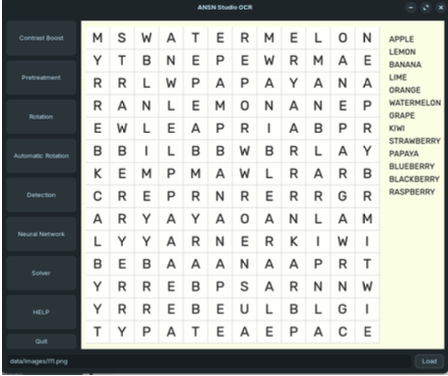 ANSN Studio OCR
Contrast Boost
Pretreatment
Rotation
Automatic Rotation
Detection
Neural Network
Solver
HELP
Quit
M S W A T E R M E L O N
Y T B N E P E W R M A E
R R L W P A P A Y A N A
R A N L E M O N A N E P
E W L E A P R I A B P R
B B I L B B W B R L A Y
K E M P M A W L R A R B
C R E P R N R E R R G R
A R Y A Y A O A N L A M
L Y Y A R N E R K I W I
B E B A A A N A A P R T
Y R R E B P S A R N N W
Y R R E B E U L B L G I
T Y P A T E A E P A C E
APPLE
LEMON
BANANA
LIME
ORANGE
WATERMELON
GRAPE
KIWI
STRAWBERRY
PAPAYA
BLUEBERRY
BLACKBERRY
RASPBERRY
data/images/l11.png
Load